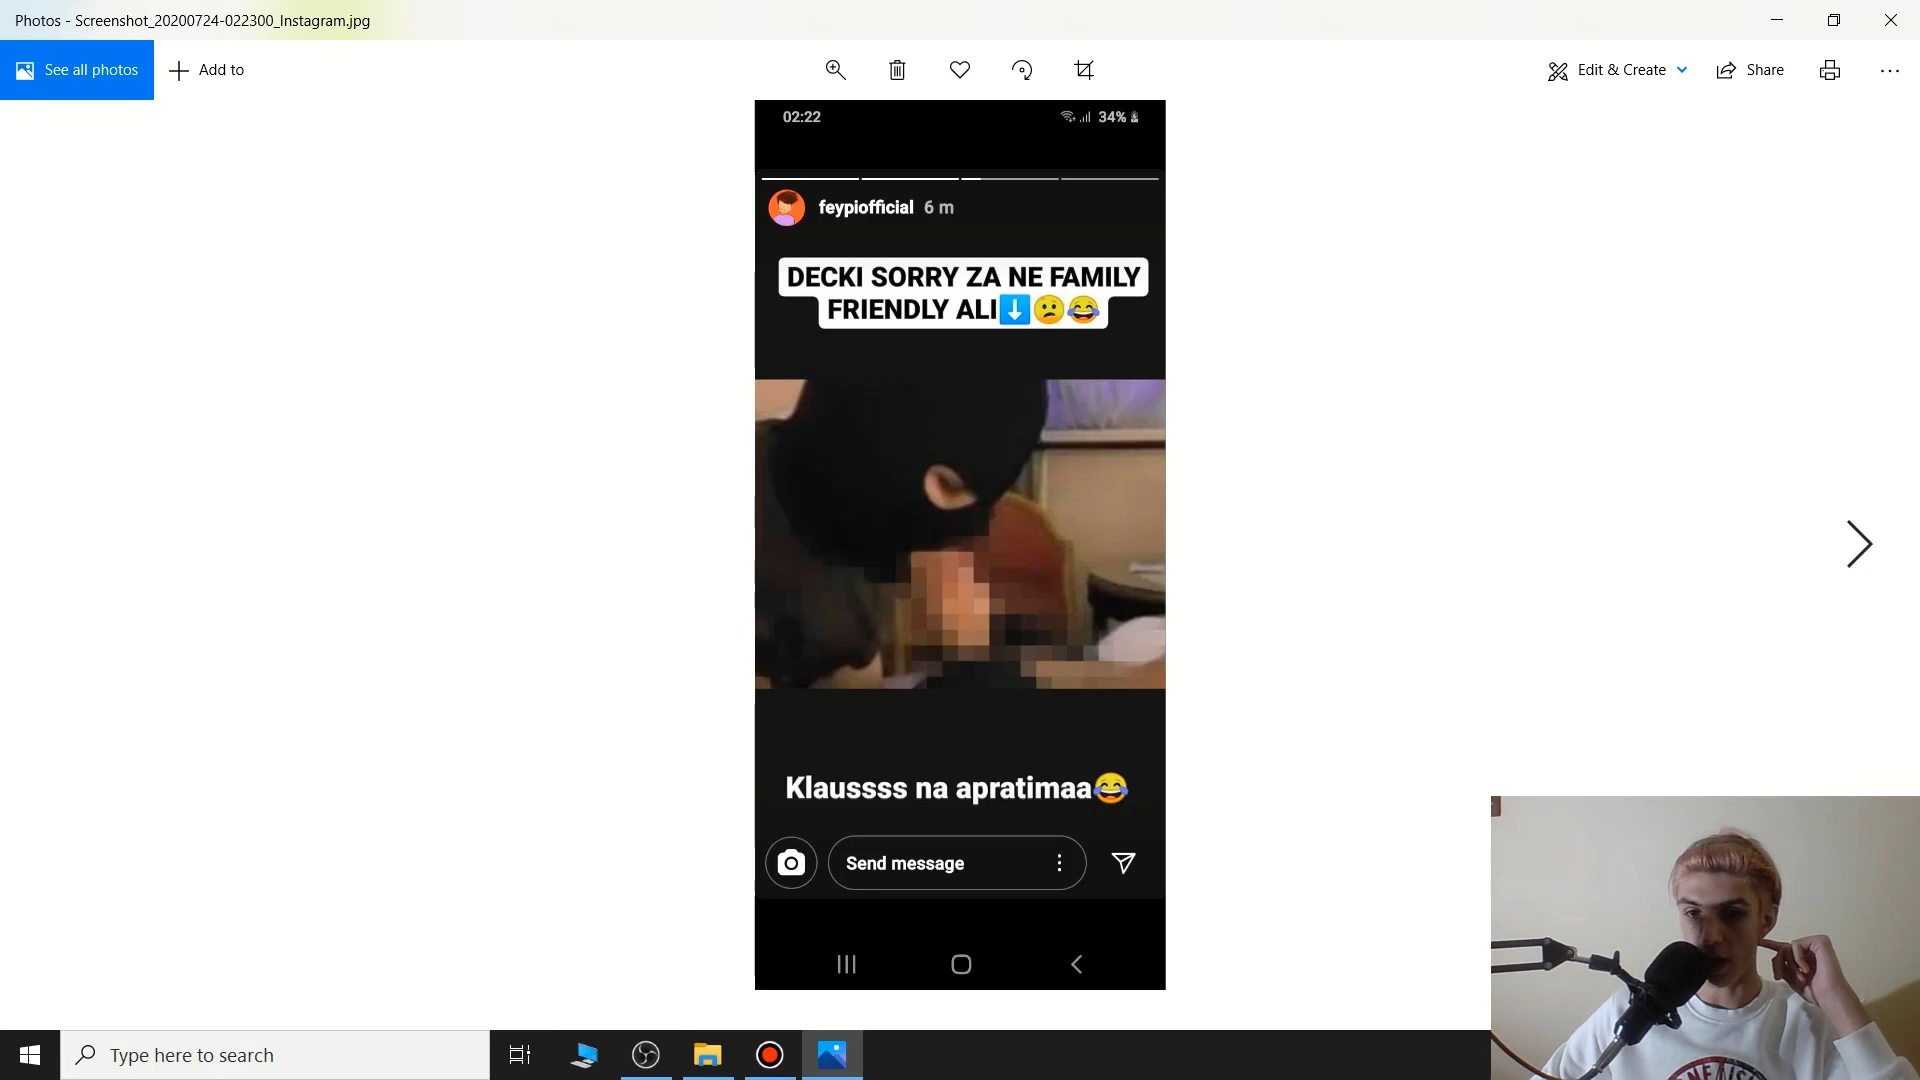 Photos - Screenshot_20200724-022300_Instagram.jpg
See all photos
Add to
Edit & Create
Share
02:22
34%
feypiofficial 6 m
DECKI SORRY ZA NE FAMILY
FRIENDLY ALI⬇️😕😂
Klaussss na apratimaa😂
Send message
Type here to search